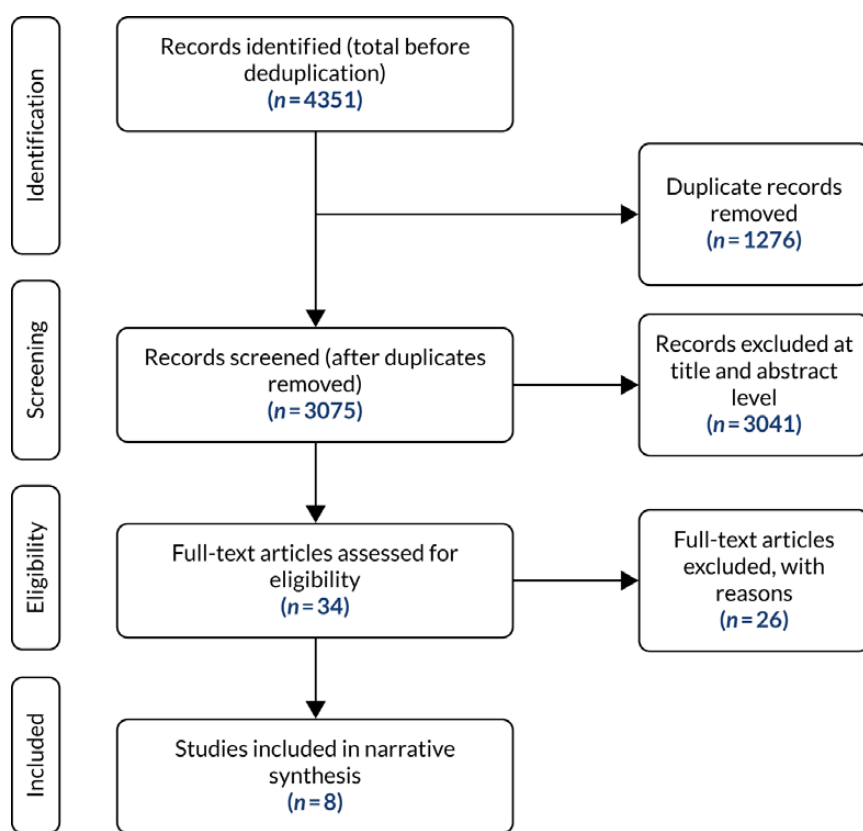 Identification
Records identified (total before
deduplication)
(n = 4351)
Duplicate records
removed
(n = 1276)
Screening
Records screened (after duplicates
removed)
(n = 3075)
Records excluded at
title and abstract
level
(n = 3041)
Eligibility
Full-text articles assessed for
eligibility
(n = 34)
Full-text articles
excluded, with
reasons
(n = 26)
Included
Studies included in narrative
synthesis
(n = 8)